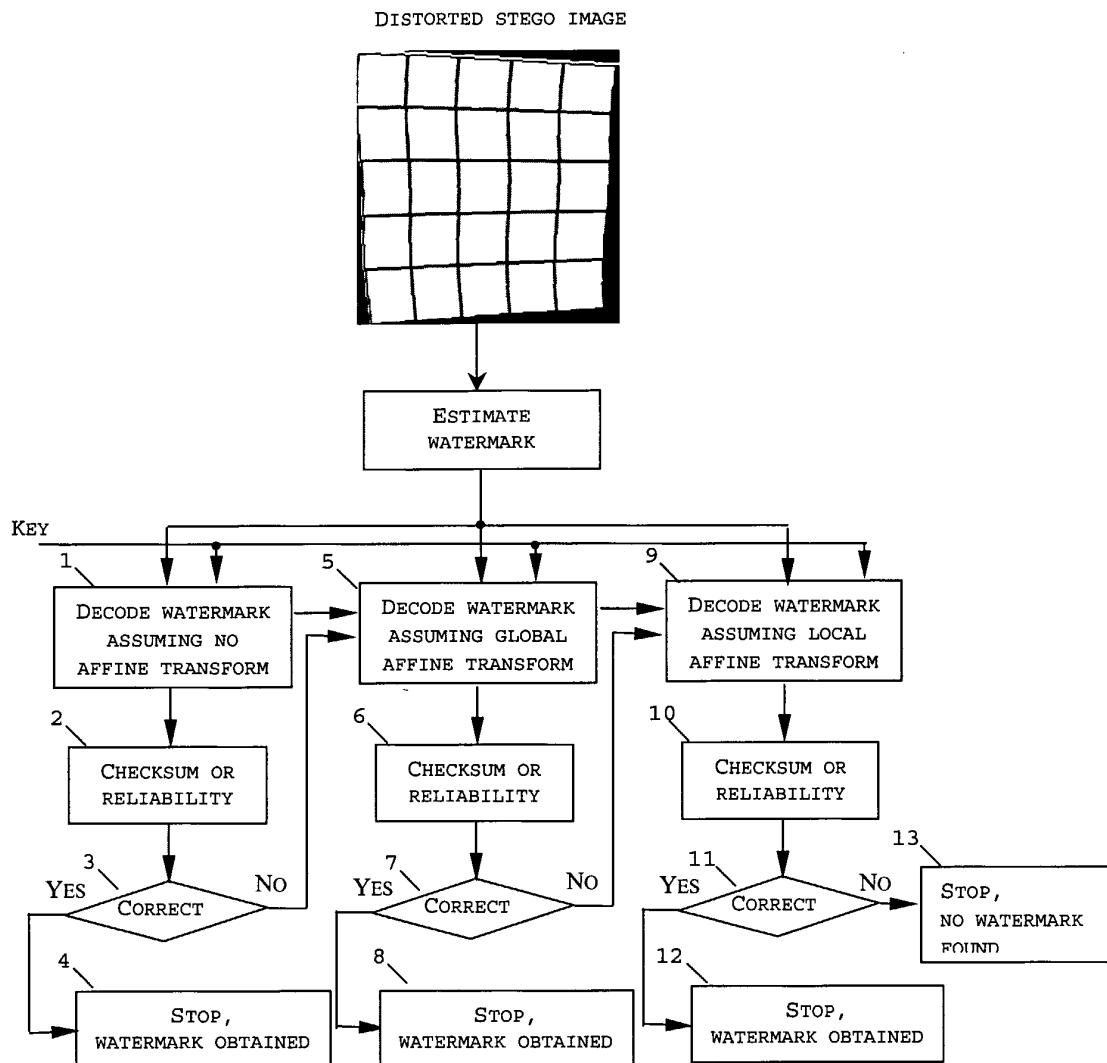 DISTORTED STEGO IMAGE
ESTIMATE
WATERMARK
KEY
1
DECODE WATERMARK
ASSUMING NO
AFFINE TRANSFORM
5
DECODE WATERMARK
ASSUMING GLOBAL
AFFINE TRANSFORM
9
DECODE WATERMARK
ASSUMING LOCAL
AFFINE TRANSFORM
2
CHECKSUM OR
RELIABILITY
6
CHECKSUM OR
RELIABILITY
10
CHECKSUM OR
RELIABILITY
3
YES
CORRECT
NO
7
YES
CORRECT
NO
11
YES
CORRECT
NO
13
STOP,
NO WATERMARK
FOUND
4
STOP,
WATERMARK OBTAINED
8
STOP,
WATERMARK OBTAINED
12
STOP,
WATERMARK OBTAINED